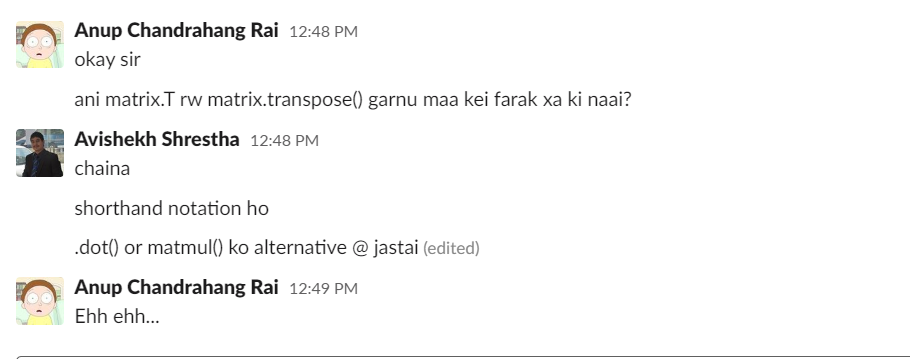 Anup Chandrahang Rai 12:48 PM
okay sir
ani matrix.T rw matrix.transpose() garnu maa kei farak xa ki naai?
Avishekh Shrestha 12:48 PM
chaina
shorthand notation ho
.dot() or matmul() ko alternative @ jastai (edited)
Anup Chandrahang Rai 12:49 PM
Ehh ehh...